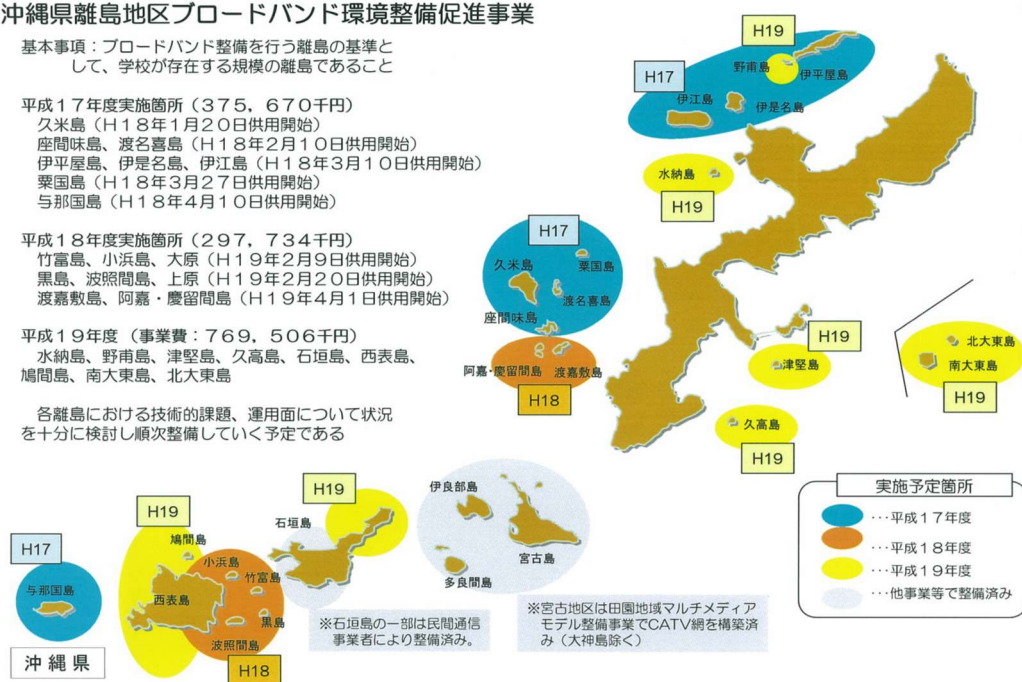 沖縄県離島地区ブロードバンド環境整備促進事業
基本事項：ブロードバンド整備を行う離島の基準と
して、学校が存在する規模の離島であること
平成１７年度実施箇所（３７５，６７０千円）
久米島（Ｈ１８年１月２０日供用開始）
座間味島、渡名喜島（Ｈ１８年２月１０日供用開始）
伊平屋島、伊是名島、伊江島（Ｈ１８年３月１０日供用開始）
粟国島（Ｈ１８年３月２７日供用開始）
与那国島（Ｈ１８年４月１０日供用開始）
平成１８年度実施箇所（２９７，７３４千円）
竹富島、小浜島、大原（Ｈ１９年２月９日供用開始）
黒島、波照間島、上原（Ｈ１９年２月２０日供用開始）
渡嘉敷島、阿嘉・慶留間島（Ｈ１９年４月１日供用開始）
平成１９年度 （事業費：７６９，５０６千円）
水納島、野甫島、津堅島、久高島、石垣島、西表島、
鳩間島、南大東島、北大東島
各離島における技術的課題、運用面について状況
を十分に検討し順次整備していく予定である
H19
野甫島
伊平屋島
H17
伊江島
伊是名島
水納島
H19
H17
久米島
粟国島
渡名喜島
座間味島
阿嘉・慶留間島
渡嘉敷島
H18
H19
津堅島
北大東島
南大東島
H19
久高島
H19
H17
与那国島
H19
鳩間島
小浜島
竹富島
西表島
黒島
波照間島
H18
H19
石垣島
伊良部島
宮古島
多良間島
※石垣島の一部は民間通信
事業者により整備済み。
※宮古地区は田園地域マルチメディア
モデル整備事業でCATV網を構築済
み（大神島除く）
沖縄県
実施予定箇所
…平成１７年度
…平成１８年度
…平成１９年度
…他事業等で整備済み